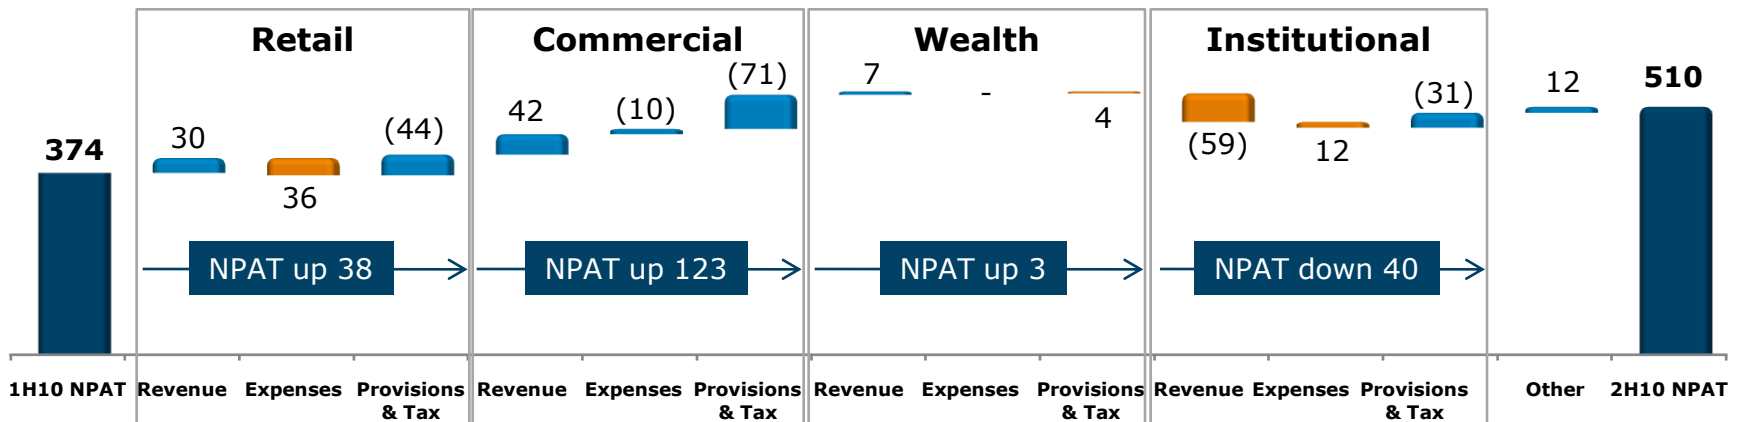 Retail
Commercial
Wealth
Institutional
374
30
36
(44)
42
(10)
(71)
7
-
4
(59)
12
(31)
12
510
NPAT up 38
NPAT up 123
NPAT up 3
NPAT down 40
1H10 NPAT
Revenue
Expenses
Provisions
& Tax
Revenue
Expenses
Provisions
& Tax
Revenue
Expenses
Provisions
& Tax
Revenue
Expenses
Provisions
& Tax
Other
2H10 NPAT